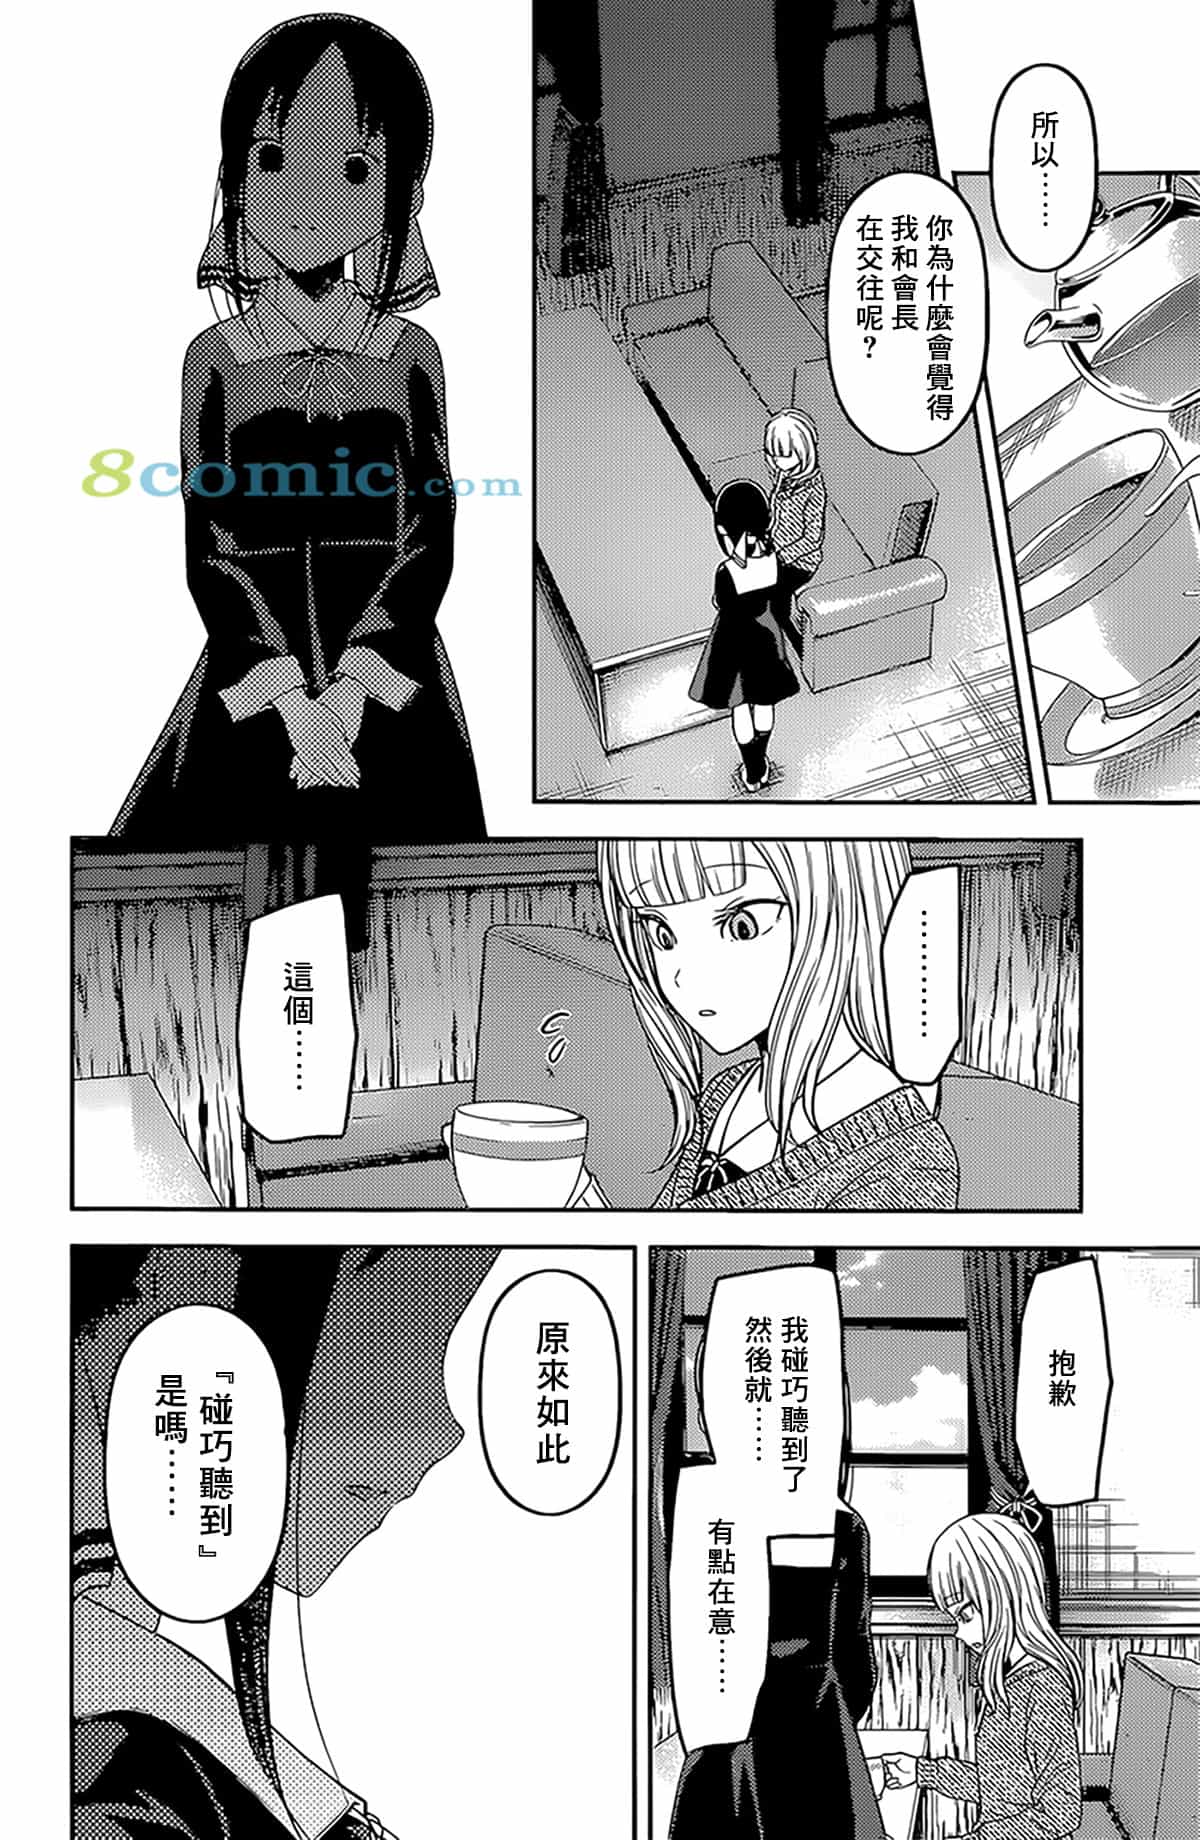 所以……
你為什麼會覺得
我和會長
在交往呢？
8comic.com
………
這個……
抱歉
我碰巧聽到了
然後就……
有點在意……
原來如此
『碰巧聽到』
是嗎……